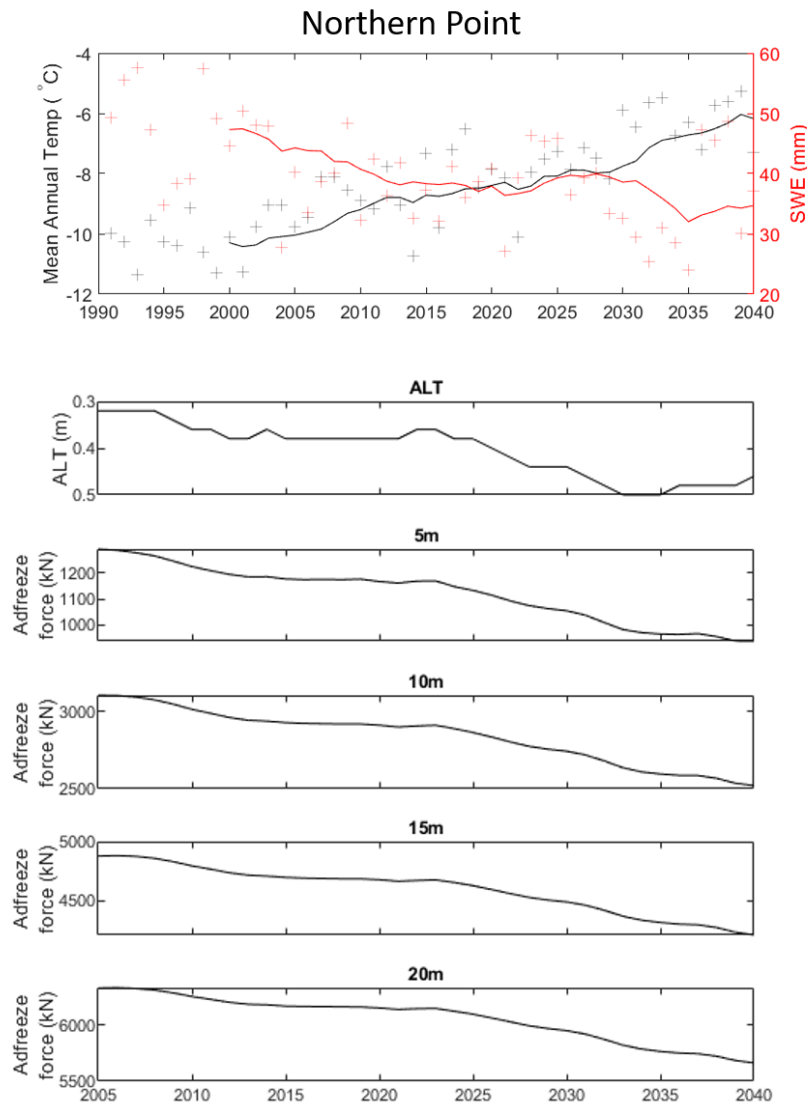 Northern Point
Mean Annual Temp ( °C)
-4
-6
-8
-10
-12
60
50
40
30
20
SWE (mm)
1990 1995 2000 2005 2010 2015 2020 2025 2030 2035 2040
ALT
ALT (m)
0.3
0.4
0.5
5m
Adfreeze
force (kN)
1200
1100
1000
10m
Adfreeze
force (kN)
3000
2500
15m
Adfreeze
force (kN)
5000
4500
20m
Adfreeze
force (kN)
6000
5500
2005 2010 2015 2020 2025 2030 2035 2040